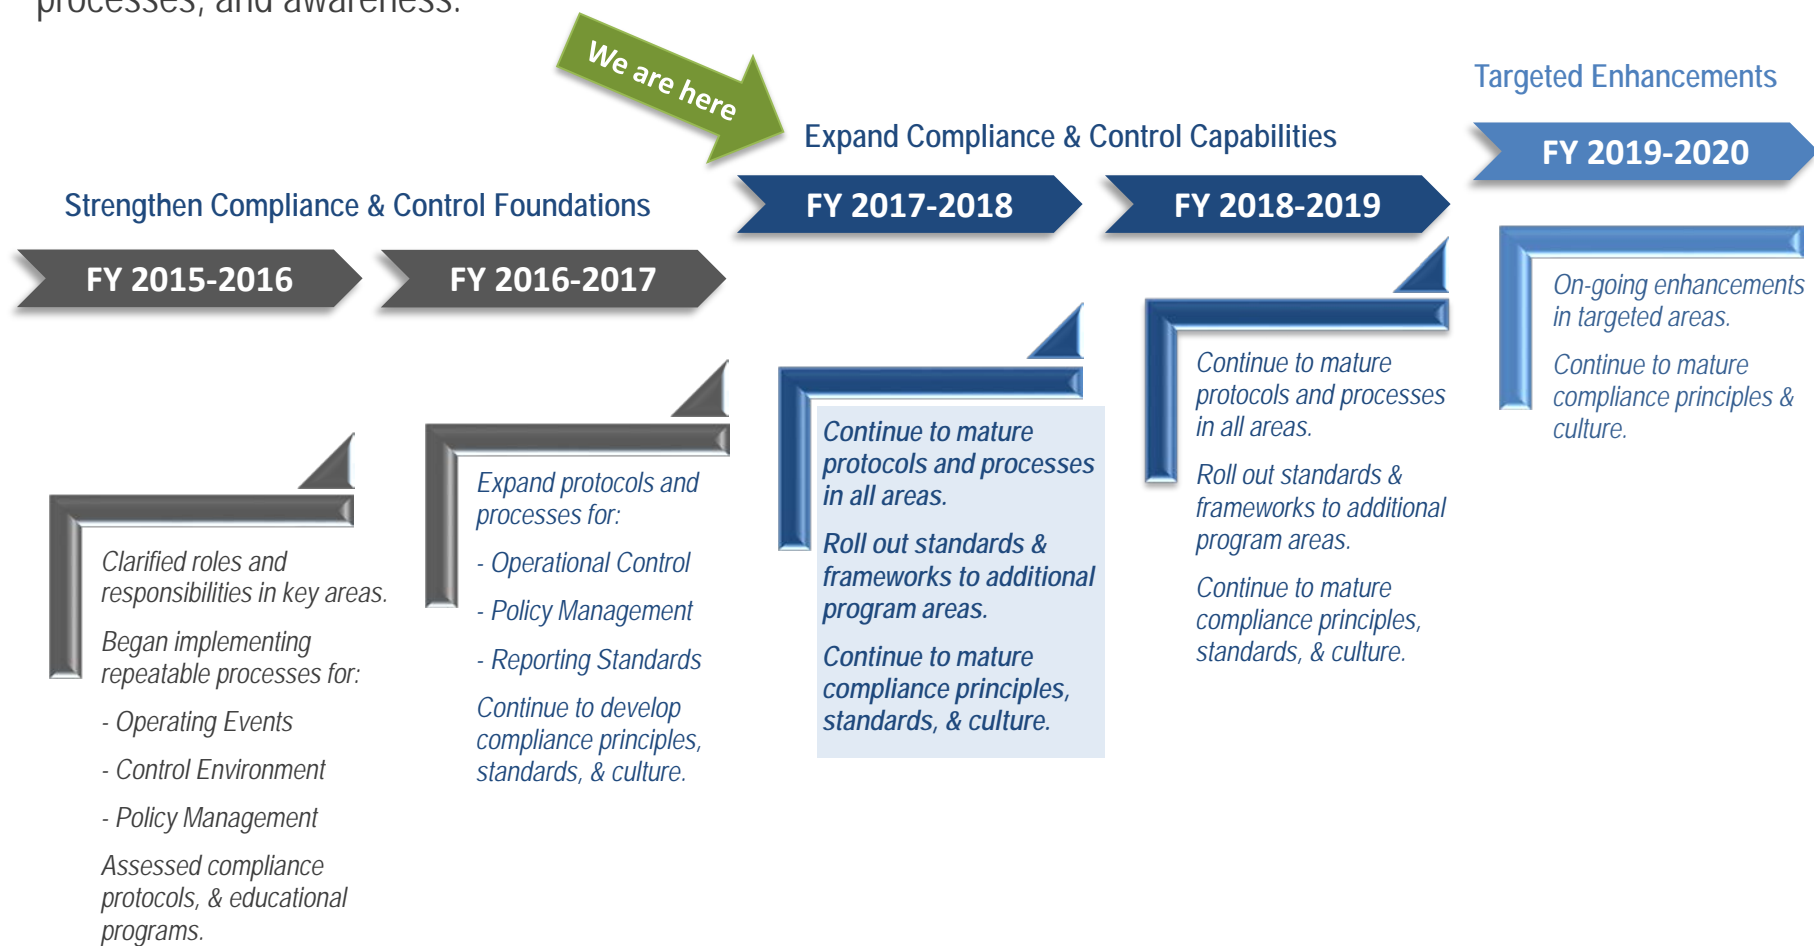 processes, and awareness.
We are here
Targeted Enhancements
Expand Compliance & Control Capabilities
FY 2019-2020
Strengthen Compliance & Control Foundations
FY 2017-2018
FY 2018-2019
FY 2015-2016
FY 2016-2017
Clarified roles and
responsibilities in key areas.
Began implementing
repeatable processes for:
- Operating Events
- Control Environment
- Policy Management
Assessed compliance
protocols, & educational
programs.
Expand protocols and
processes for:
- Operational Control
- Policy Management
- Reporting Standards
Continue to develop
compliance principles,
standards, & culture.
Continue to mature
protocols and processes
in all areas.
Roll out standards &
frameworks to additional
program areas.
Continue to mature
compliance principles,
standards, & culture.
Continue to mature
protocols and processes
in all areas.
Roll out standards &
frameworks to additional
program areas.
Continue to mature
compliance principles,
standards, & culture.
On-going enhancements
in targeted areas.
Continue to mature
compliance principles &
culture.